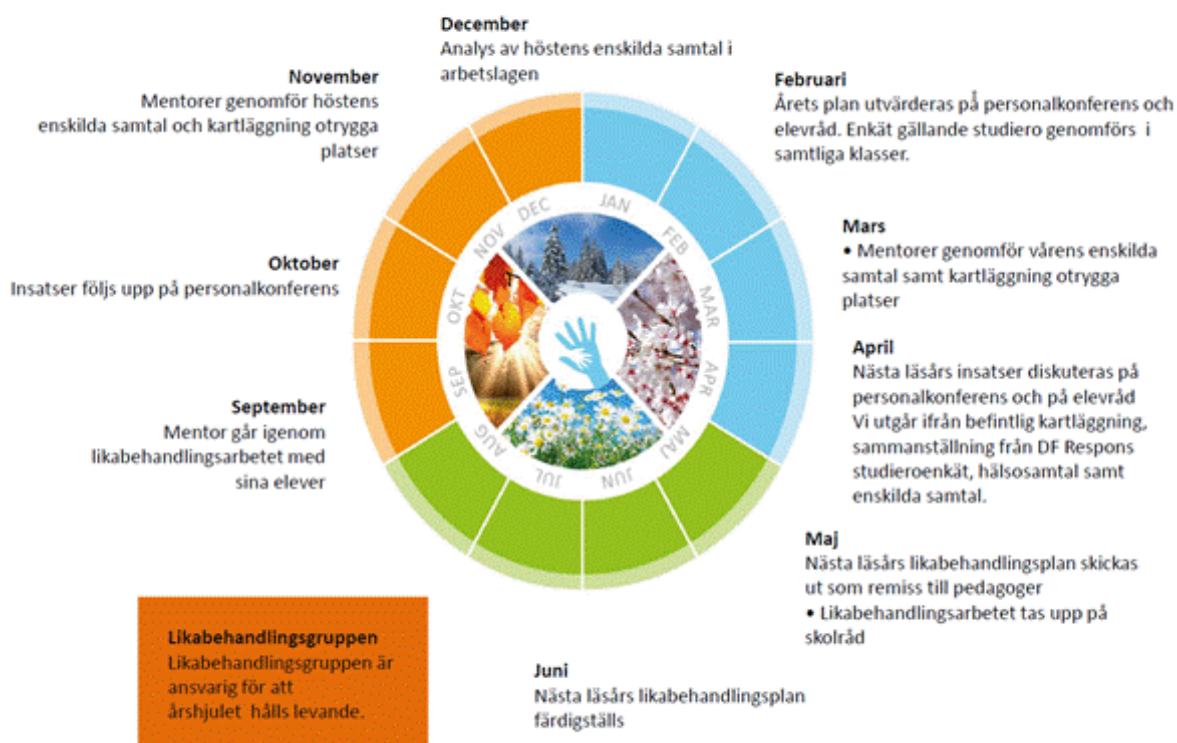 December
Analys av höstens enskilda samtal i
arbetslagen
November
Mentorer genomför höstens
enskilda samtal och kartläggning otrygga
platser
Februari
Årets plan utvärderas på personalkonferens och
elevråd. Enkät gällande studiero genomförs i
samtliga klasser.
Mars
• Mentorer genomför vårens enskilda
samtal samt kartläggning otrygga
platser
Oktober
Insatser följs upp på personalkonferens
April
Nästa läsårs insatser diskuteras på
personalkonferens och på elevråd
Vi utgår ifrån befintlig kartläggning,
sammanställning från DF Respons
studieroenkät, hälsosamtal samt
enskilda samtal.
September
Mentor går igenom
likabehandlingsarbetet med
sina elever
Maj
Nästa läsårs likabehandlingsplan skickas
ut som remiss till pedagoger
• Likabehandlingsarbetet tas upp på
skolråd
Juni
Nästa läsårs likabehandlingsplan
färdigställs
Likabehandlingsgruppen
Likabehandlingsgruppen är
ansvarig för att
årshjulet hålls levande.
JAN
FEB
MAR
APR
MAJ
JUN
JUL
AUG
SEP
OKT
NOV
DEC